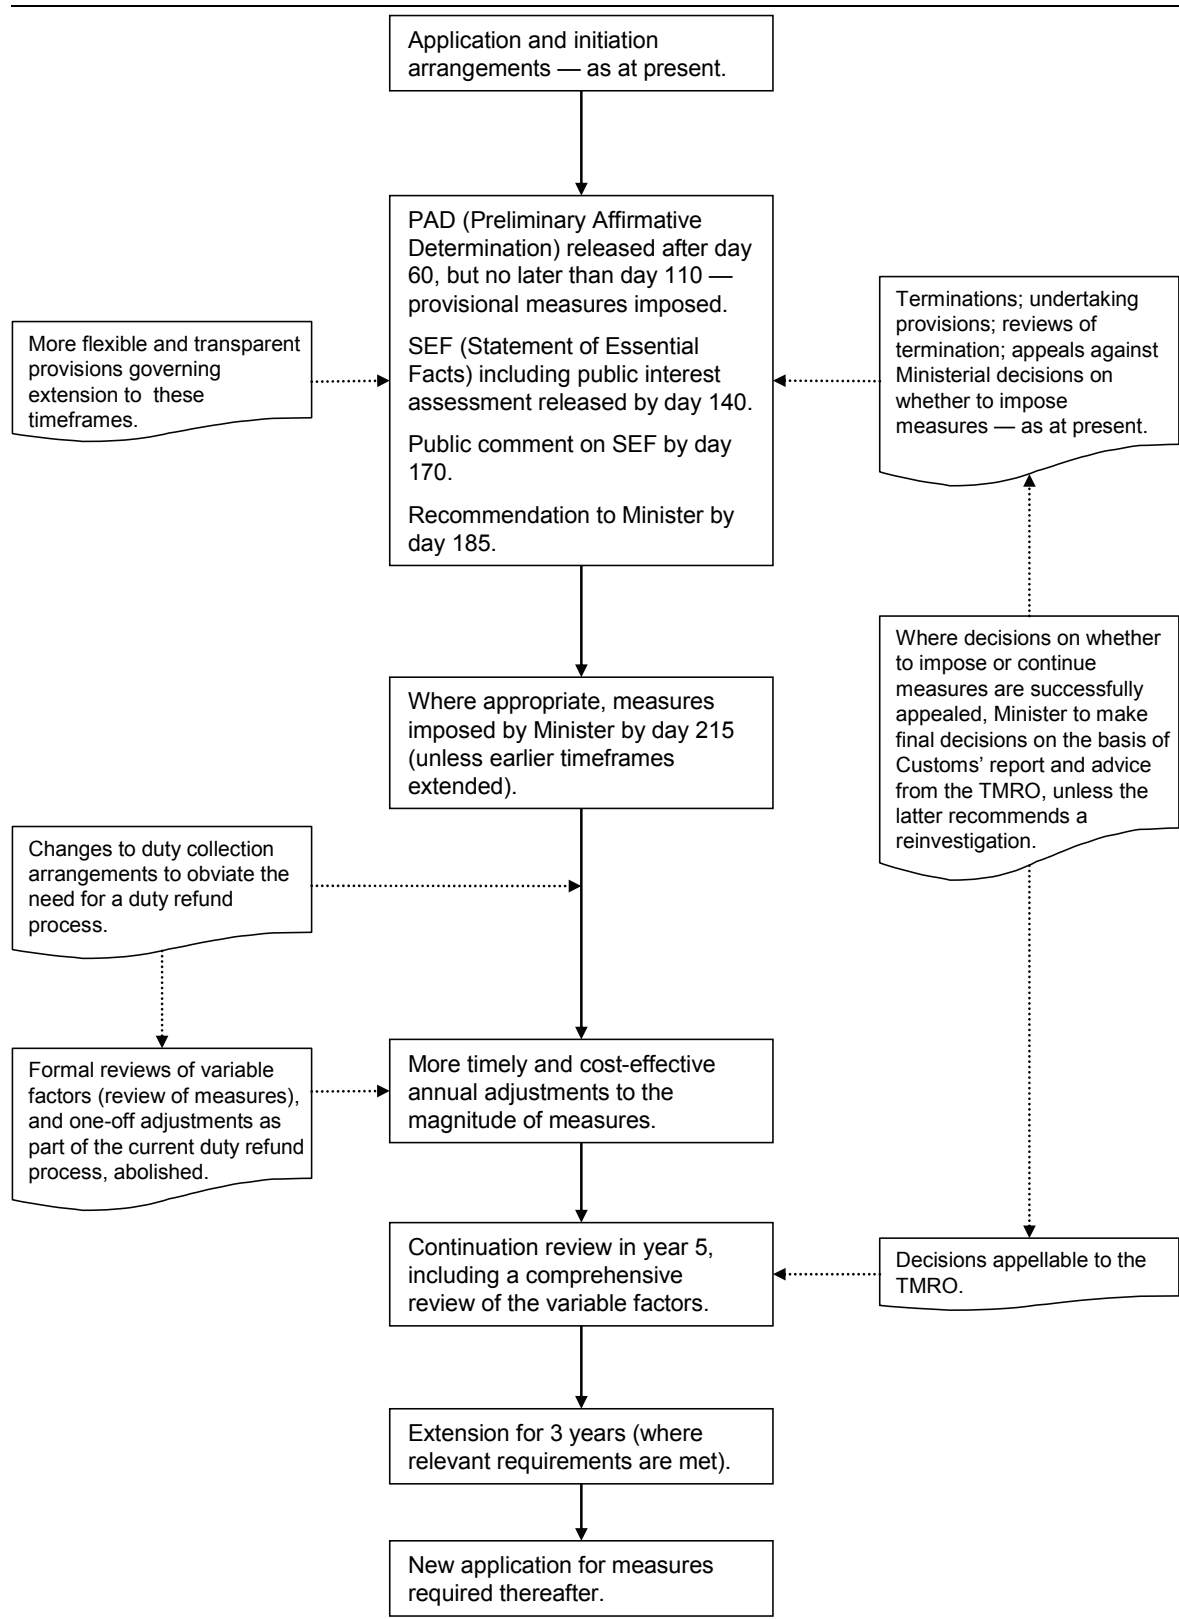 Application and initiation
arrangements — as at present.
PAD (Preliminary Affirmative
Determination) released after day
60, but no later than day 110 —
provisional measures imposed.
SEF (Statement of Essential
Facts) including public interest
assessment released by day 140.
Public comment on SEF by day
170.
Recommendation to Minister by
day 185.
More flexible and transparent
provisions governing
extension to these
timeframes.
Terminations; undertaking
provisions; reviews of
termination; appeals against
Ministerial decisions on
whether to impose
measures — as at present.
Where decisions on whether
to impose or continue
measures are successfully
appealed, Minister to make
final decisions on the basis of
Customs’ report and advice
from the TMRO, unless the
latter recommends a
reinvestigation.
Where appropriate, measures
imposed by Minister by day 215
(unless earlier timeframes
extended).
Changes to duty collection
arrangements to obviate the
need for a duty refund
process.
Formal reviews of variable
factors (review of measures),
and one-off adjustments as
part of the current duty refund
process, abolished.
More timely and cost-effective
annual adjustments to the
magnitude of measures.
Continuation review in year 5,
including a comprehensive
review of the variable factors.
Decisions appellable to the
TMRO.
Extension for 3 years (where
relevant requirements are met).
New application for measures
required thereafter.